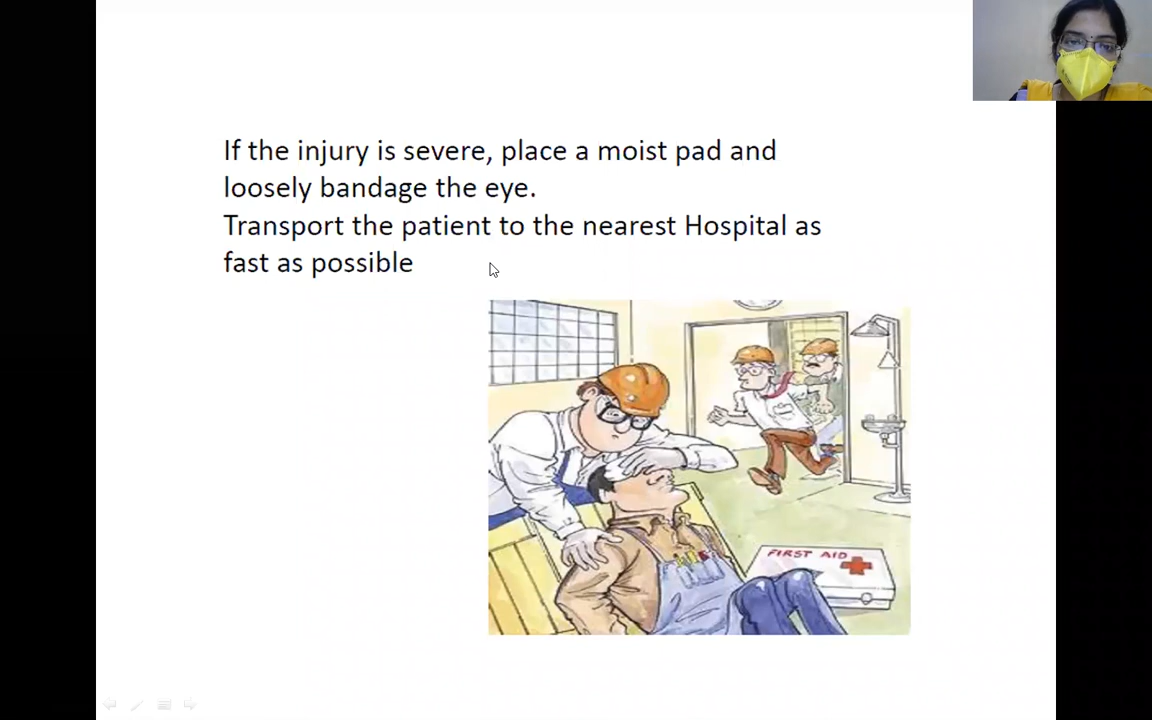 If the injury is severe, place a moist pad and
loosely bandage the eye.
Transport the patient to the nearest Hospital as
fast as possible
FIRST AID